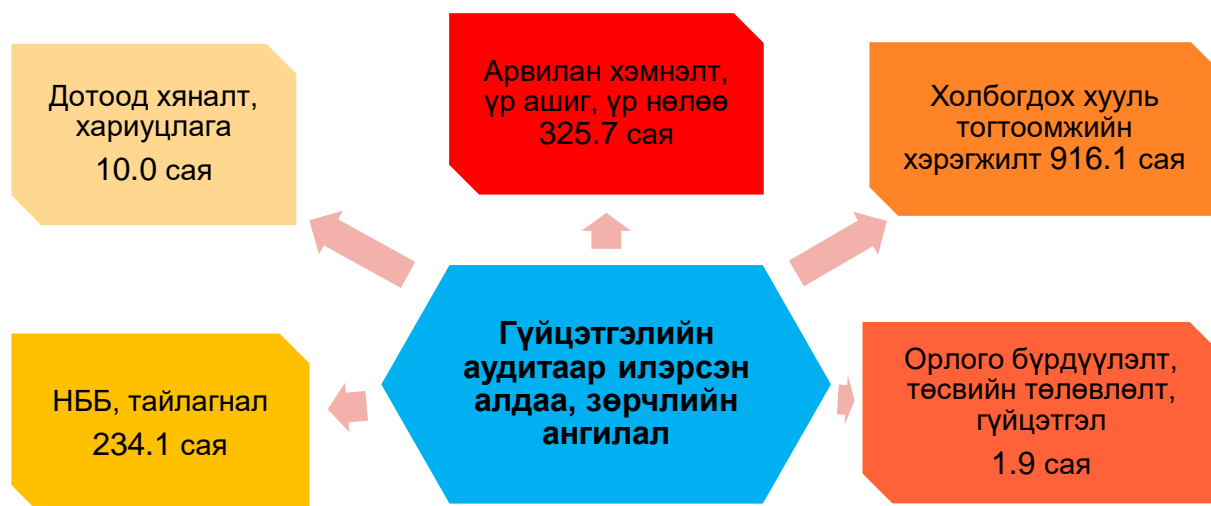 Дотоод хяналт,
хариуцлага
10.0 сая
Арвилан хэмнэлт,
үр ашиг, үр нөлөө
325.7 сая
Холбогдох хууль
тогтоомжийн
хэрэгжилт 916.1 сая
Гүйцэтгэлийн
аудитаар илэрсэн
алдаа, зөрчлийн
ангилал
НББ, тайлагнал
234.1 сая
Орлого бүрдүүлэлт,
төсвийн төлөвлөлт,
гүйцэтгэл
1.9 сая